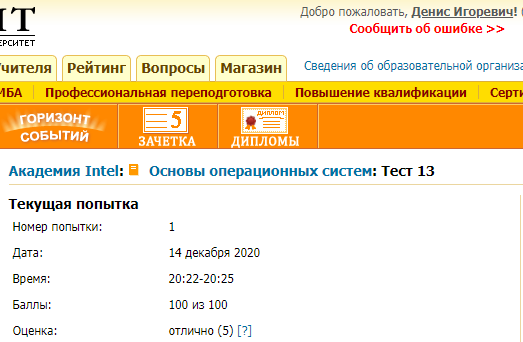 ИТ
Добро пожаловать, Денис Игоревич! (
ВЕРСИТЕТ
Сообщить об ошибке >>
Учителя Рейтинг Вопросы Магазин
Сведения об образовательной организа
МБА Профессиональная переподготовка Повышение квалификации Серти
ГОРИЗОНТ СОБЫТИЙ
5
ЗАЧЕТКА
ДИПЛОМ
ДИПЛОМЫ
Академия Intel: Основы операционных систем: Тест 13
Текущая попытка
Номер попытки: 1
Дата: 14 декабря 2020
Время: 20:22-20:25
Баллы: 100 из 100
Оценка: отлично (5) [?]